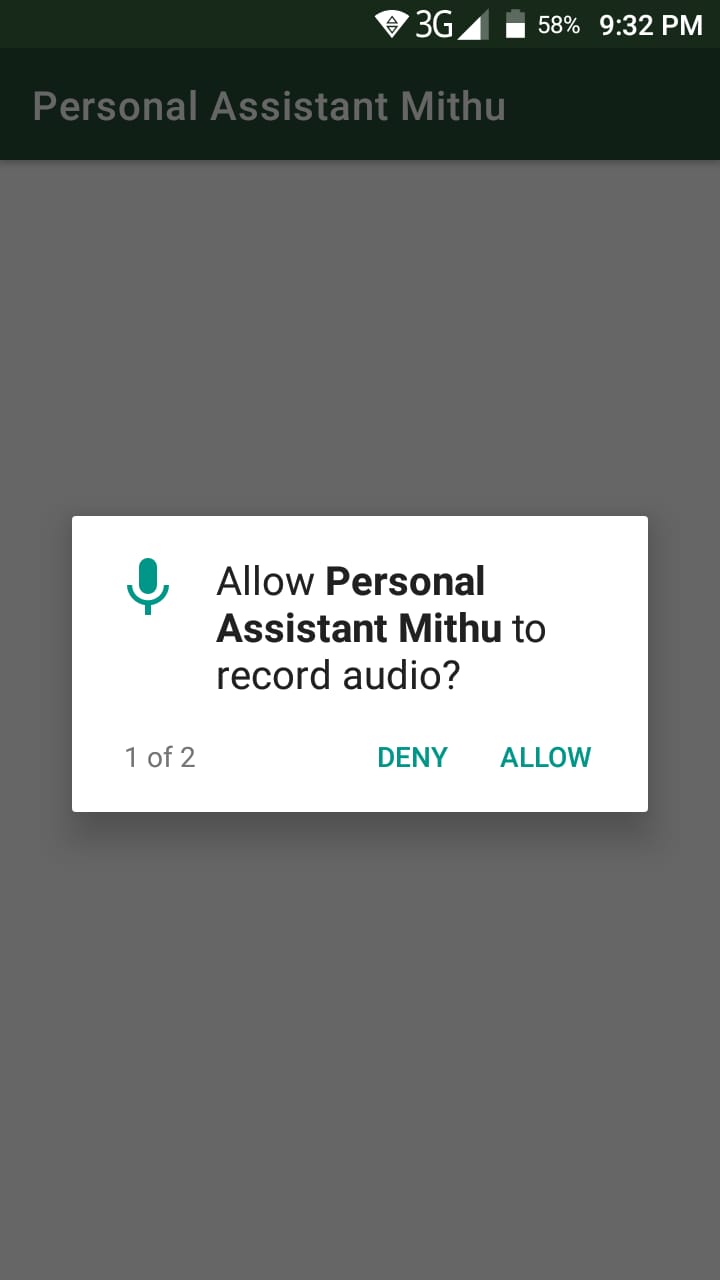 3G 58% 9:32 PM
Personal Assistant Mithu
Allow Personal
Assistant Mithu to
record audio?
1 of 2 DENY ALLOW